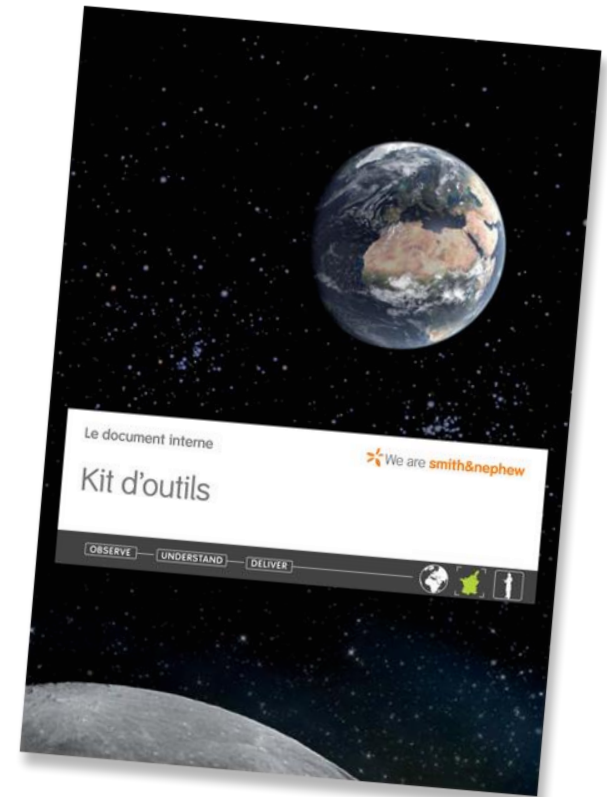 Le document interne
We are smith&nephew
Kit d'outils
OBSERVE
UNDERSTAND
DELIVER